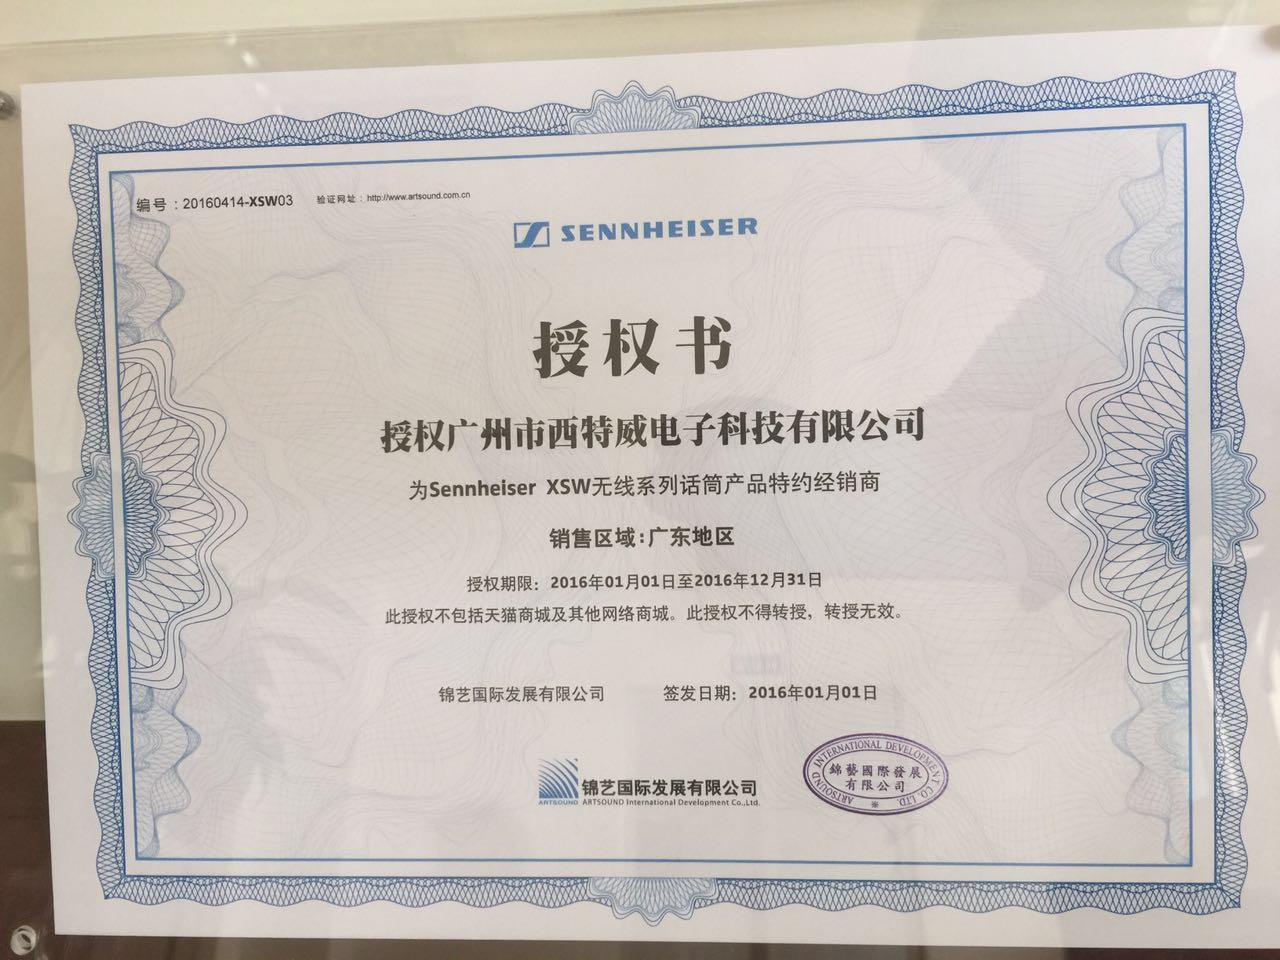 编号：20160414-XSW03 验证网址：http://www.artsound.com.cn
SENNHEISER
授权书
授权广州市西特威电子科技有限公司
为Sennheiser XSW无线系列话筒产品特约经销商
销售区域:广东地区
授权期限：2016年01月01日至2016年12月31日
此授权不包括天猫商城及其他网络商城。此授权不得转授，转授无效。
锦艺国际发展有限公司 签发日期：2016年01月01日
ARTSOUND
锦艺国际发展有限公司
ARTSOUND International Development Co.,Ltd.
ARTSOUND INTERNATIONAL DEVELOPMENT CO., LTD.
錦藝國際發展
有限公司